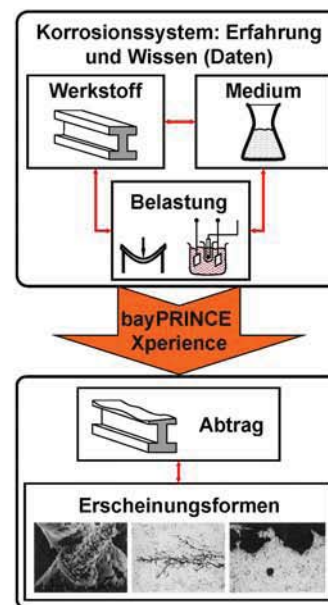 Korrosionssystem: Erfahrung
und Wissen (Daten)
Werkstoff
Medium
Belastung
bayPRINCE
Xperience
Abtrag
Erscheinungsformen